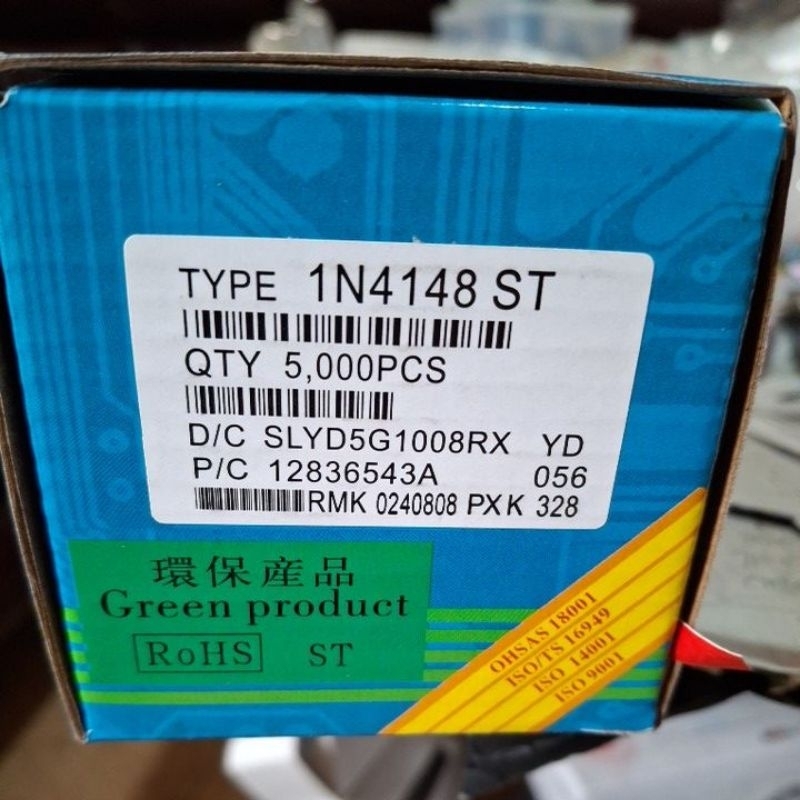 TYPE 1N4148 ST
QTY 5,000PCS
D/C SLYD5G1008RX YD
P/C 12836543A 056
RMK 0240808 PXK 328
環保産品
Green product
RoHS ST
OHSAS 18001
ISO/TS 16949
ISO 14001
ISO 9001